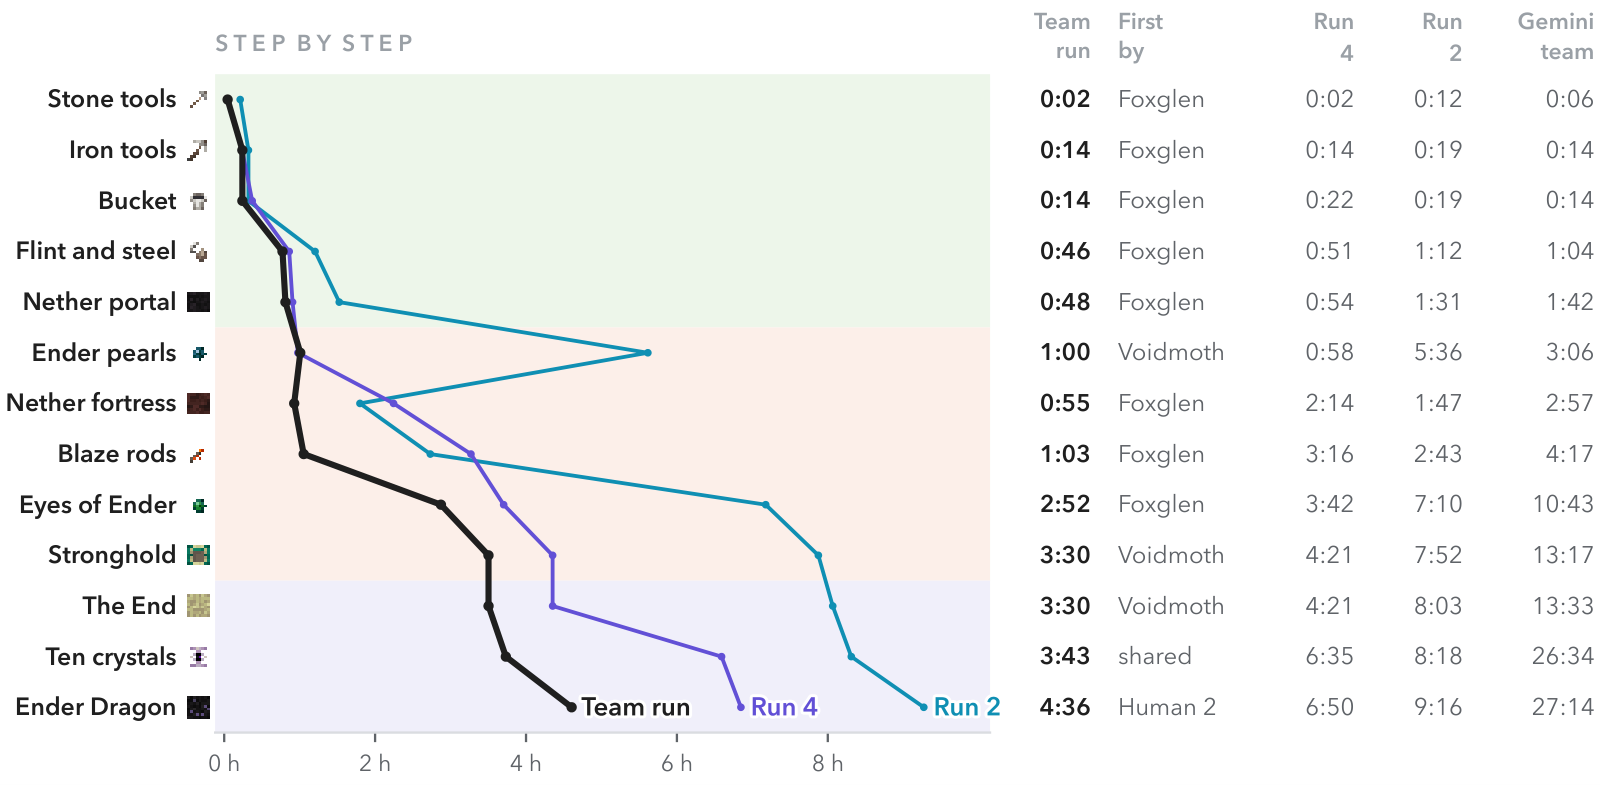 STEP BY STEP
Team run First by Run 4 Run 2 Gemini team
Stone tools 0:02 Foxglen 0:02 0:12 0:06
Iron tools 0:14 Foxglen 0:14 0:19 0:14
Bucket 0:14 Foxglen 0:22 0:19 0:14
Flint and steel 0:46 Foxglen 0:51 1:12 1:04
Nether portal 0:48 Foxglen 0:54 1:31 1:42
Ender pearls 1:00 Voidmoth 0:58 5:36 3:06
Nether fortress 0:55 Foxglen 2:14 1:47 2:57
Blaze rods 1:03 Foxglen 3:16 2:43 4:17
Eyes of Ender 2:52 Foxglen 3:42 7:10 10:43
Stronghold 3:30 Voidmoth 4:21 7:52 13:17
The End 3:30 Voidmoth 4:21 8:03 13:33
Ten crystals 3:43 shared 6:35 8:18 26:34
Ender Dragon Team run Run 4 Run 2 4:36 Human 2 6:50 9:16 27:14
0 h 2 h 4 h 6 h 8 h